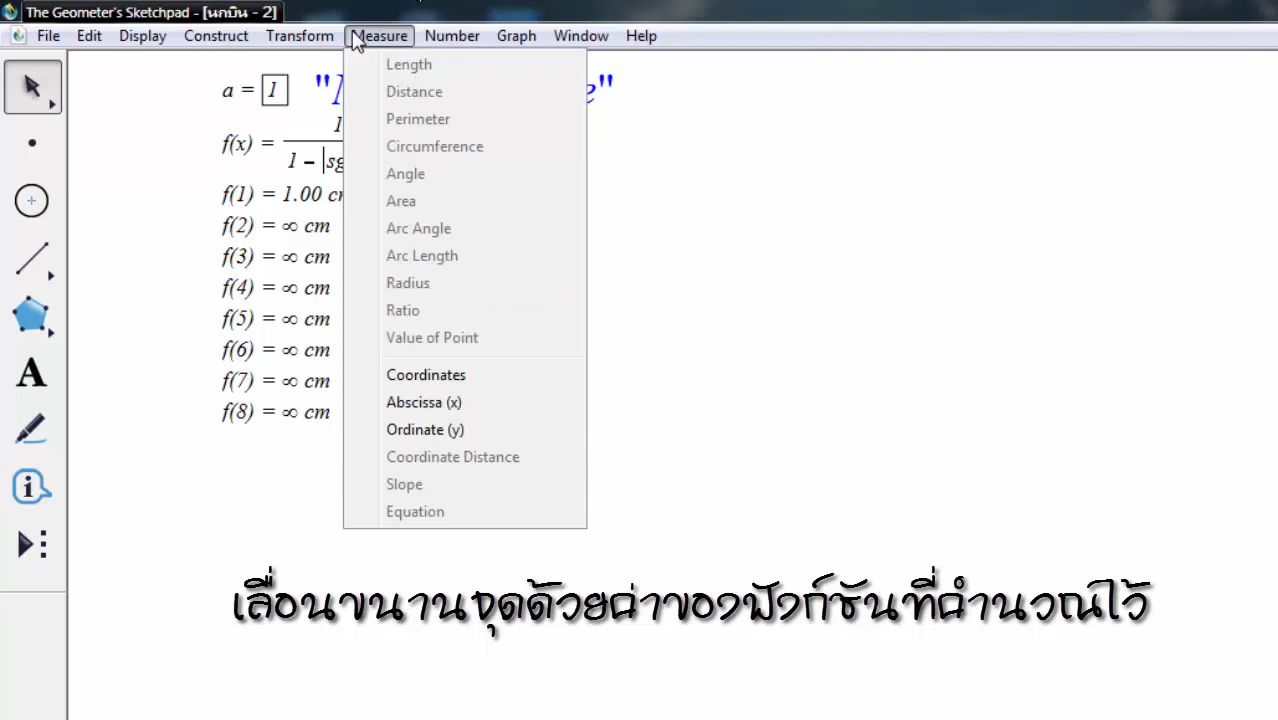 The Geometer's Sketchpad - [นกบิน - 2]
File Edit Display Construct Transform Measure Number Graph Window Help
a = 1
f(x) =
1
1 – |sg
f(1) = 1.00 cm
f(2) = ∞ cm
f(3) = ∞ cm
f(4) = ∞ cm
f(5) = ∞ cm
f(6) = ∞ cm
f(7) = ∞ cm
f(8) = ∞ cm
Length
Distance
Perimeter
Circumference
Angle
Area
Arc Angle
Arc Length
Radius
Ratio
Value of Point
Coordinates
Abscissa (x)
Ordinate (y)
Coordinate Distance
Slope
Equation
A
เลื่อนขนานจุดด้วยค่าของฟังก์ชันที่คำนวณไว้